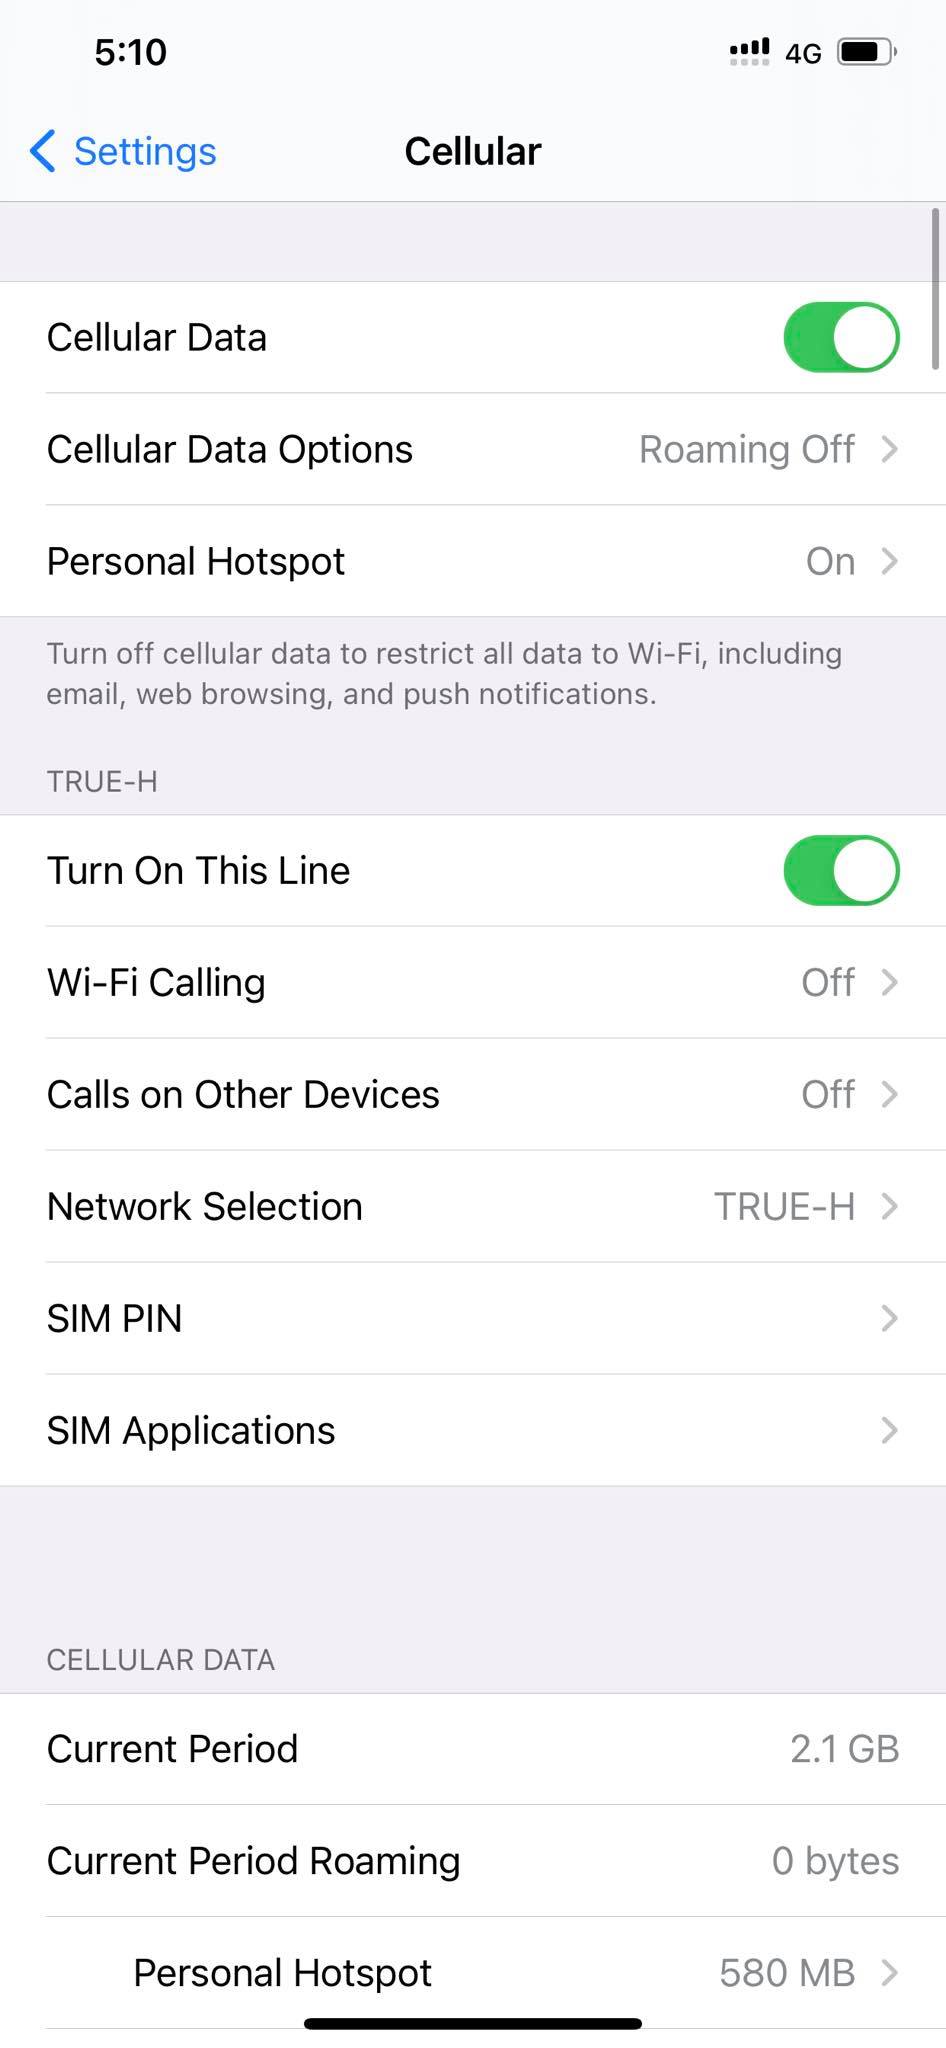 5:10
4G
Settings
Cellular
Cellular Data
Cellular Data Options Roaming Off
Personal Hotspot On
Turn off cellular data to restrict all data to Wi-Fi, including
email, web browsing, and push notifications.
TRUE-H
Turn On This Line
Wi-Fi Calling Off
Calls on Other Devices Off
Network Selection TRUE-H
SIM PIN
SIM Applications
CELLULAR DATA
Current Period 2.1 GB
Current Period Roaming 0 bytes
Personal Hotspot 580 MB